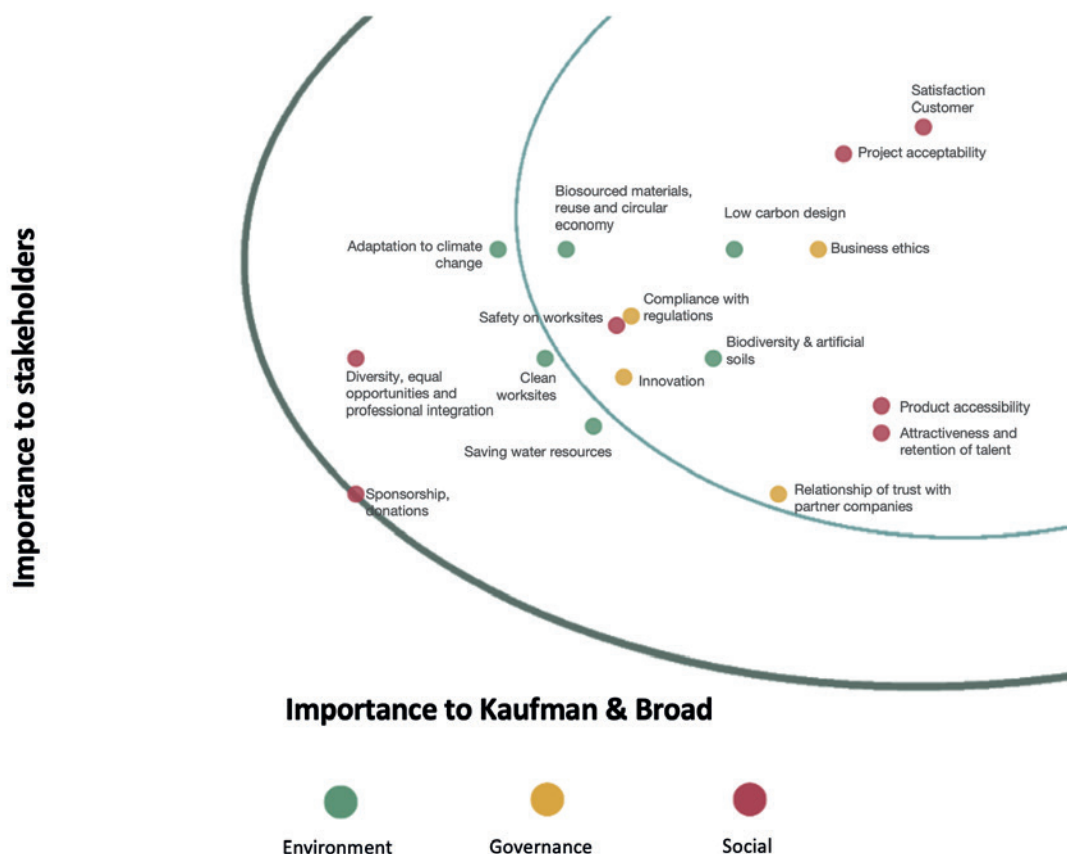 Satisfaction
Customer
Project acceptability
Biosourced materials,
reuse and circular
economy
Low carbon design
Adaptation to climate
change
Business ethics
Compliance with
regulations
Safety on worksites
Biodiversity & artificial
soils
Diversity, equal
opportunities and
professional integration
Clean
worksites
Innovation
Product accessibility
Attractiveness and
retention of talent
Saving water resources
Sponsorship,
donations
Relationship of trust with
partner companies
Importance to stakeholders
Importance to Kaufman & Broad
Environment
Governance
Social